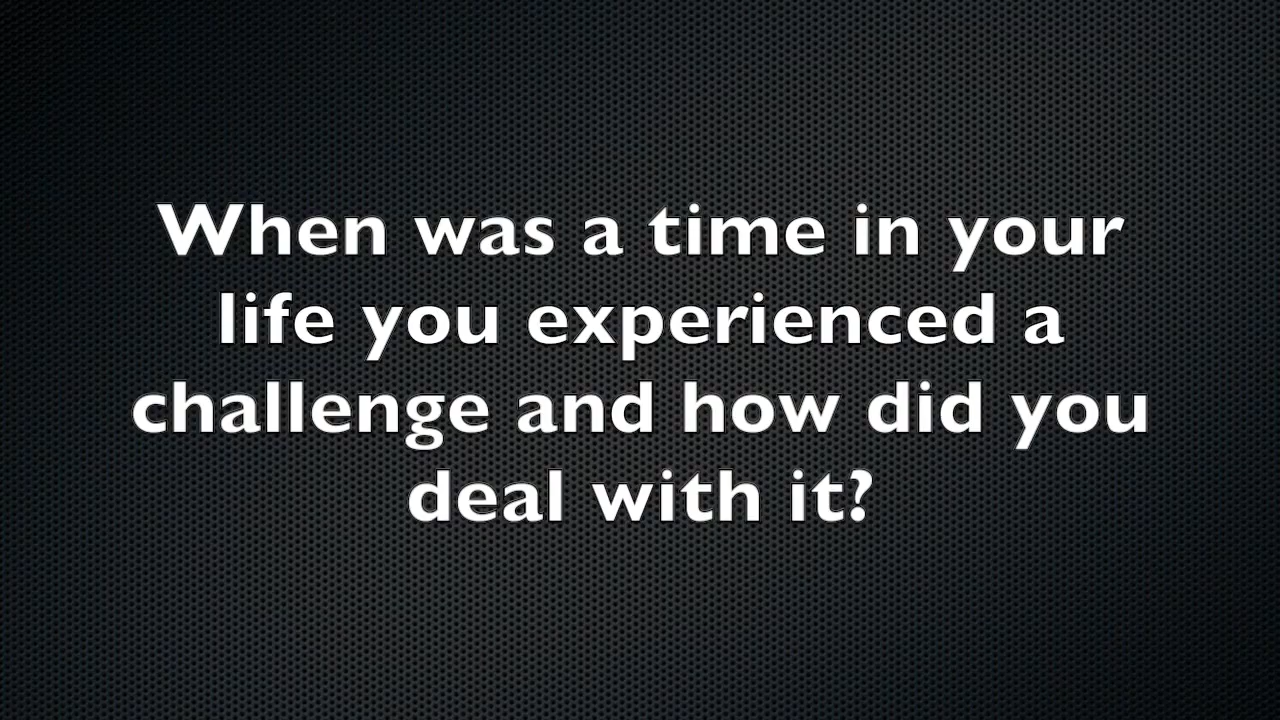 When was a time in your
life you experienced a
challenge and how did you
deal with it?